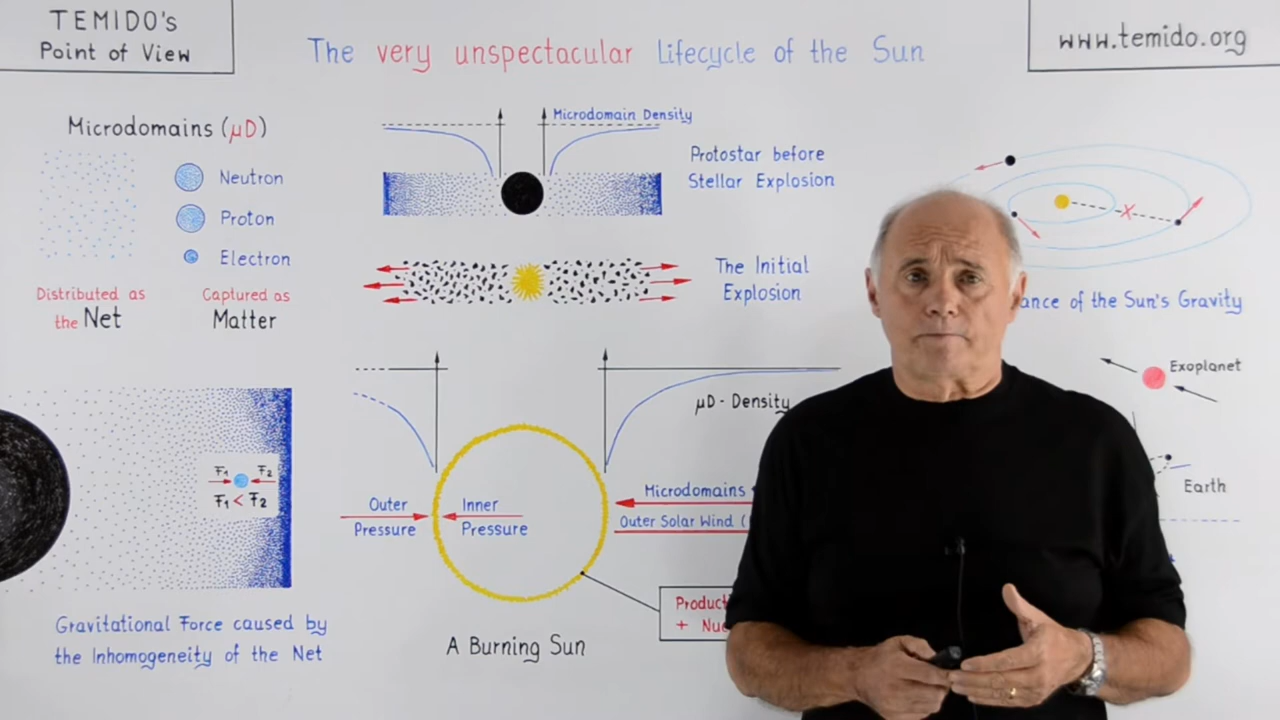 TEMIDO's
Point of View
The very unspectacular Lifecycle of the Sun
www.temido.org
Microdomains (µD)
Neutron
Proton
Electron
Distributed as
the Net
Captured as
Matter
Microdomain Density
Protostar before
Stellar Explosion
The Initial
Explosion
of the Sun's Gravity
Exoplanet
Earth
F₁ F₂
F₁ < F₂
Gravitational Force caused by
the Inhomogeneity of the Net
µD - Density
Outer
Pressure
Inner
Pressure
Microdomains
Outer Solar Wind (
A Burning Sun
+